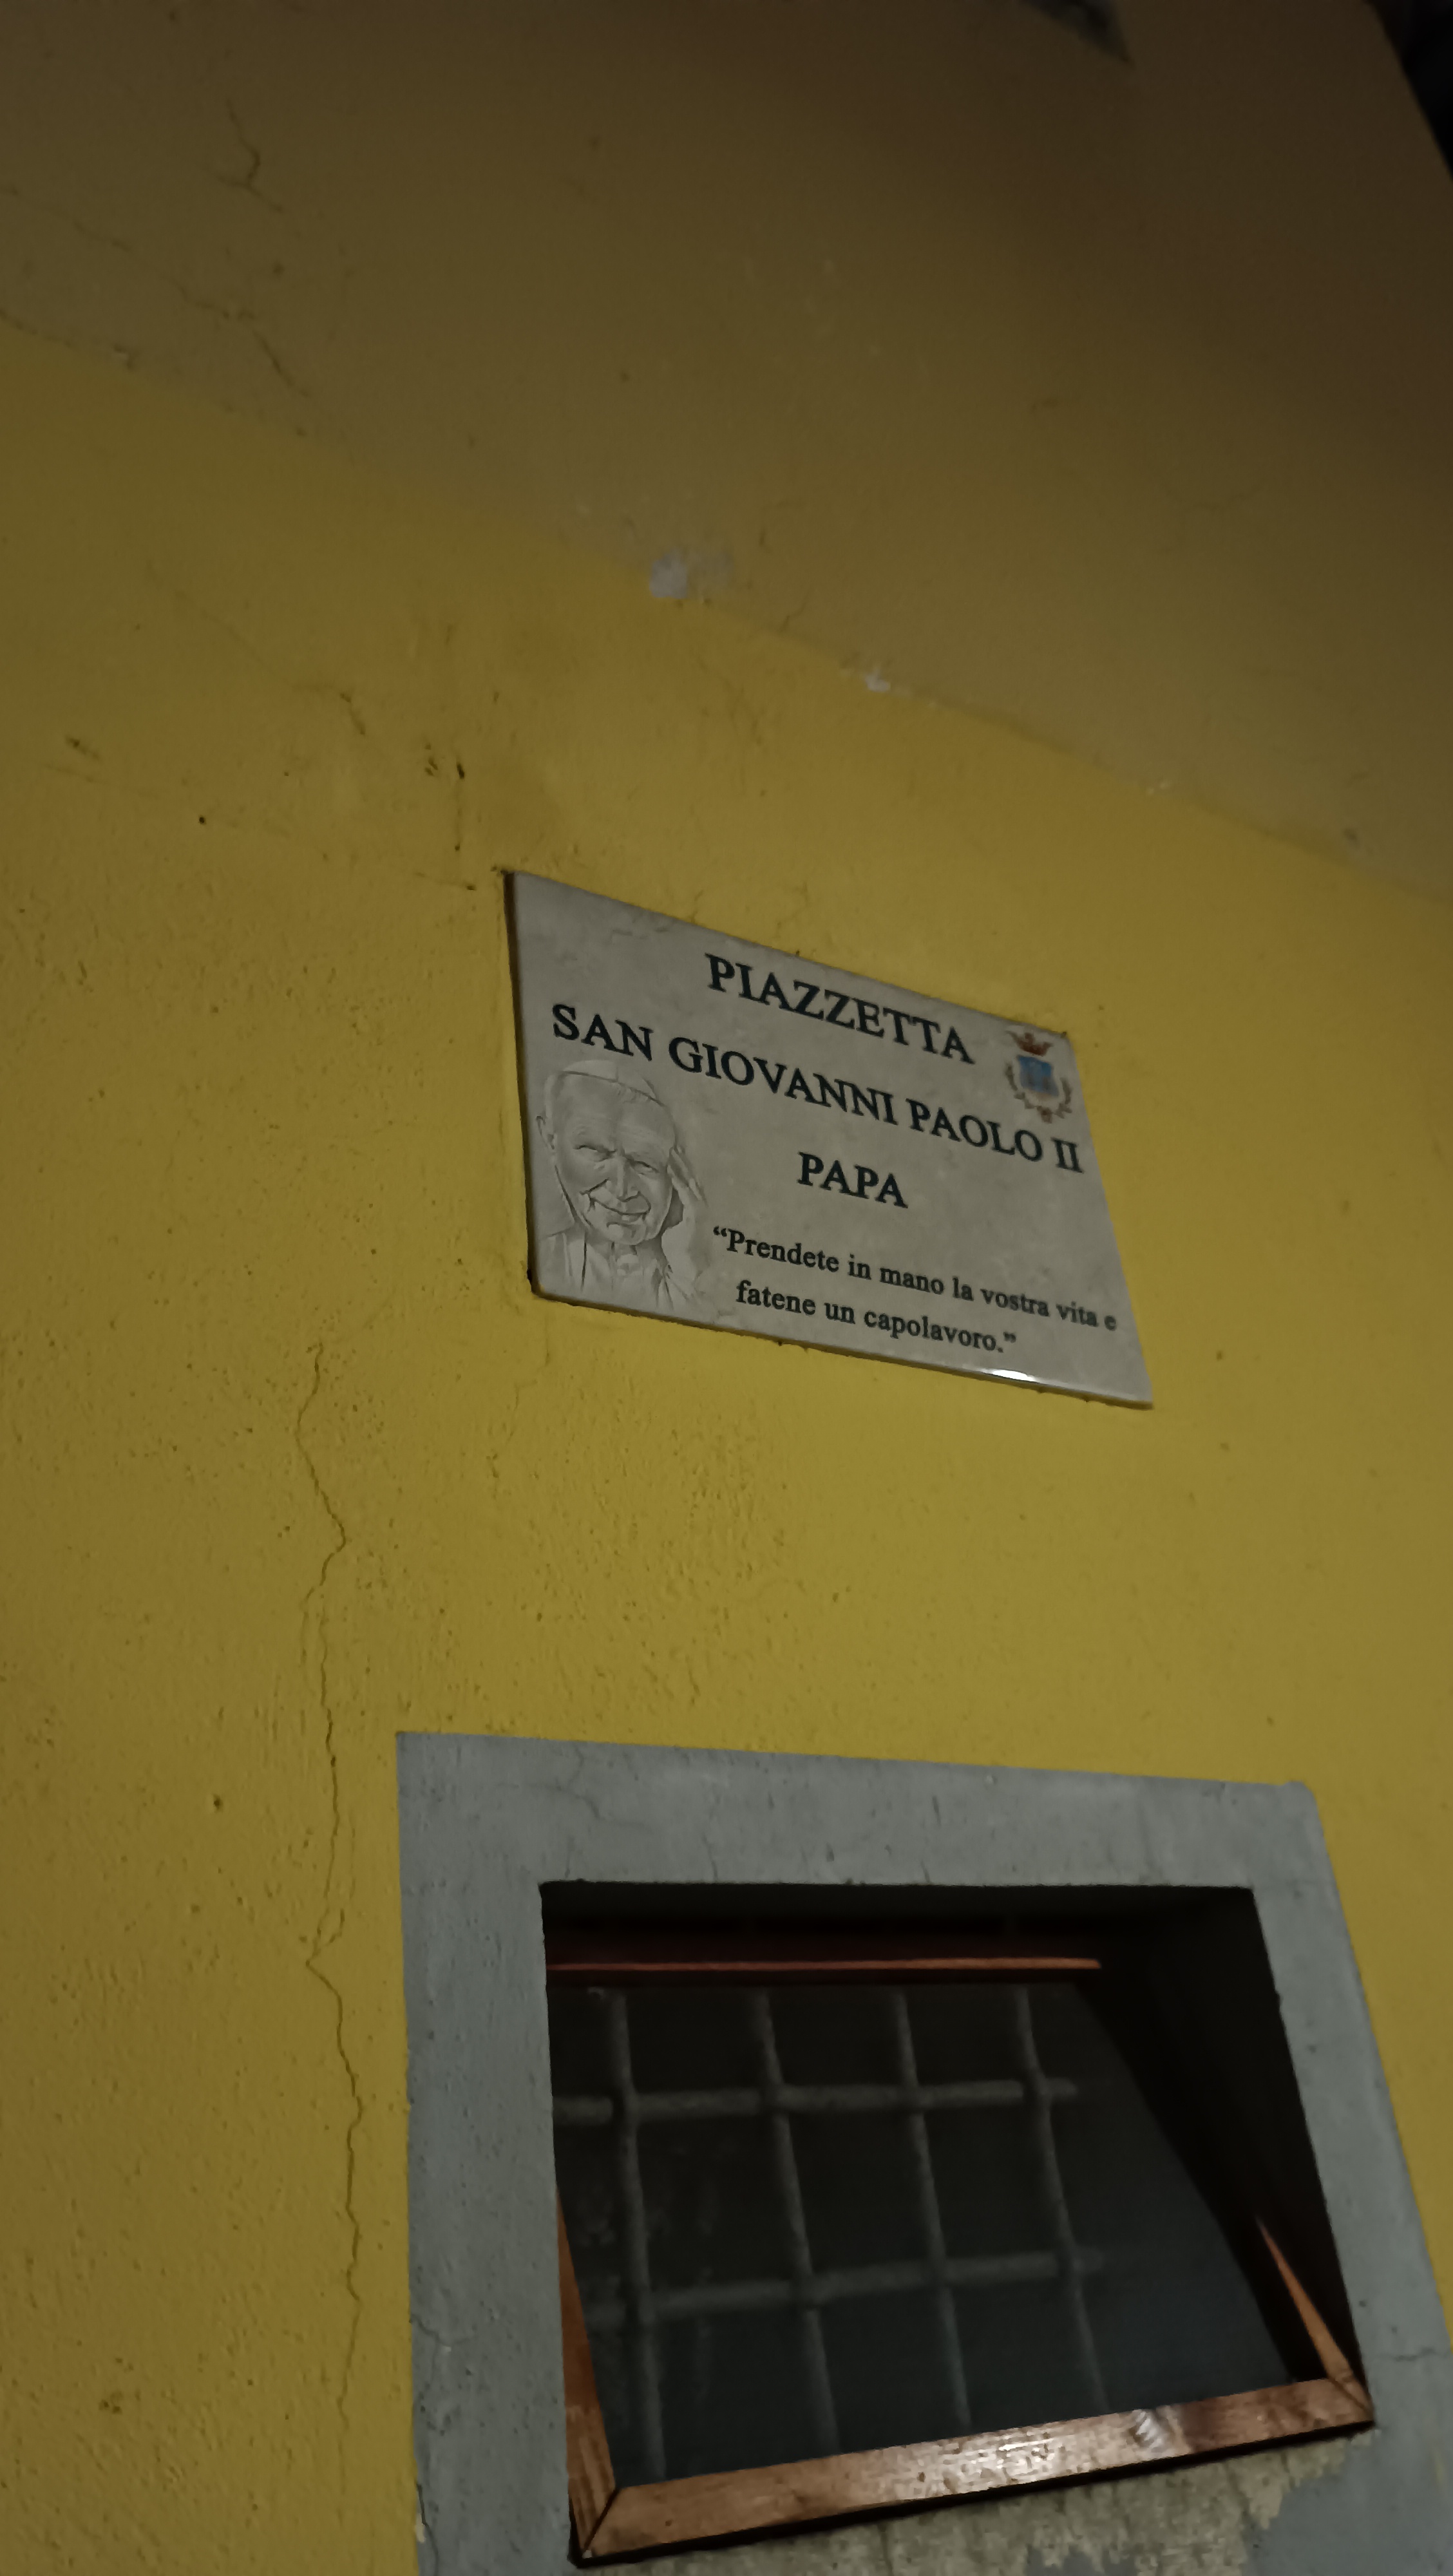 PIAZZETTA
SAN GIOVANNI PAOLO II
PAPA
“Prendete in mano la vostra vita e
fatene un capolavoro.”